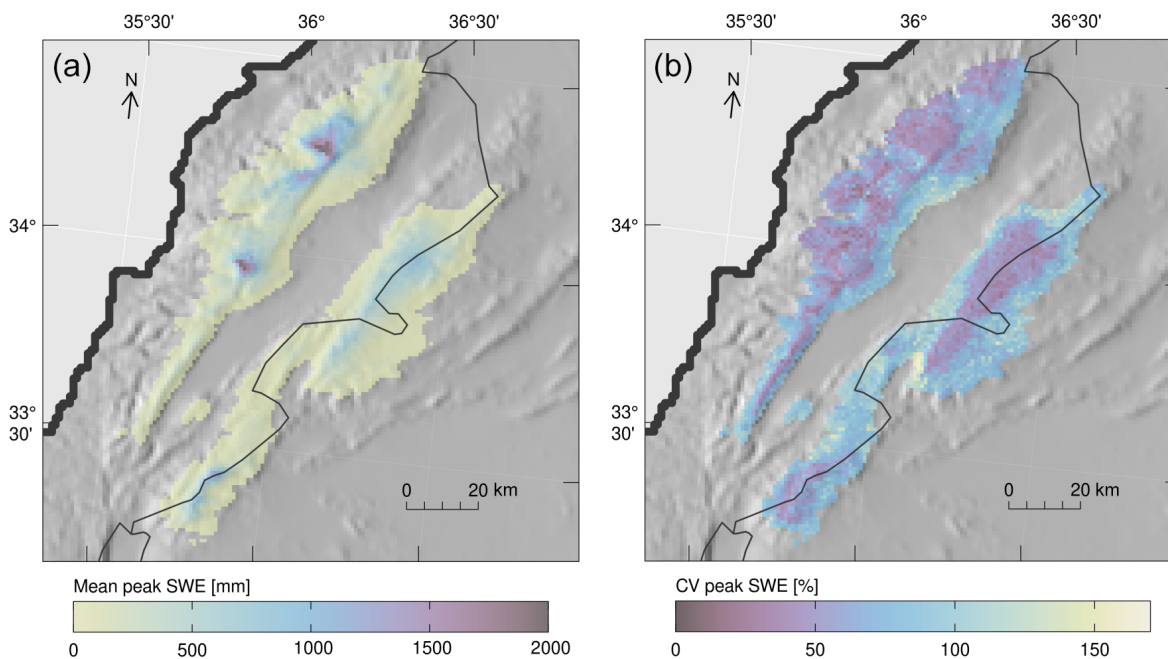 35°30' 36° 36°30'
(a)
N
34°
33°
30'
0 20 km
Mean peak SWE [mm]
0 500 1000 1500 2000
35°30' 36° 36°30'
(b)
N
34°
33°
30'
0 20 km
CV peak SWE [%]
0 50 100 150